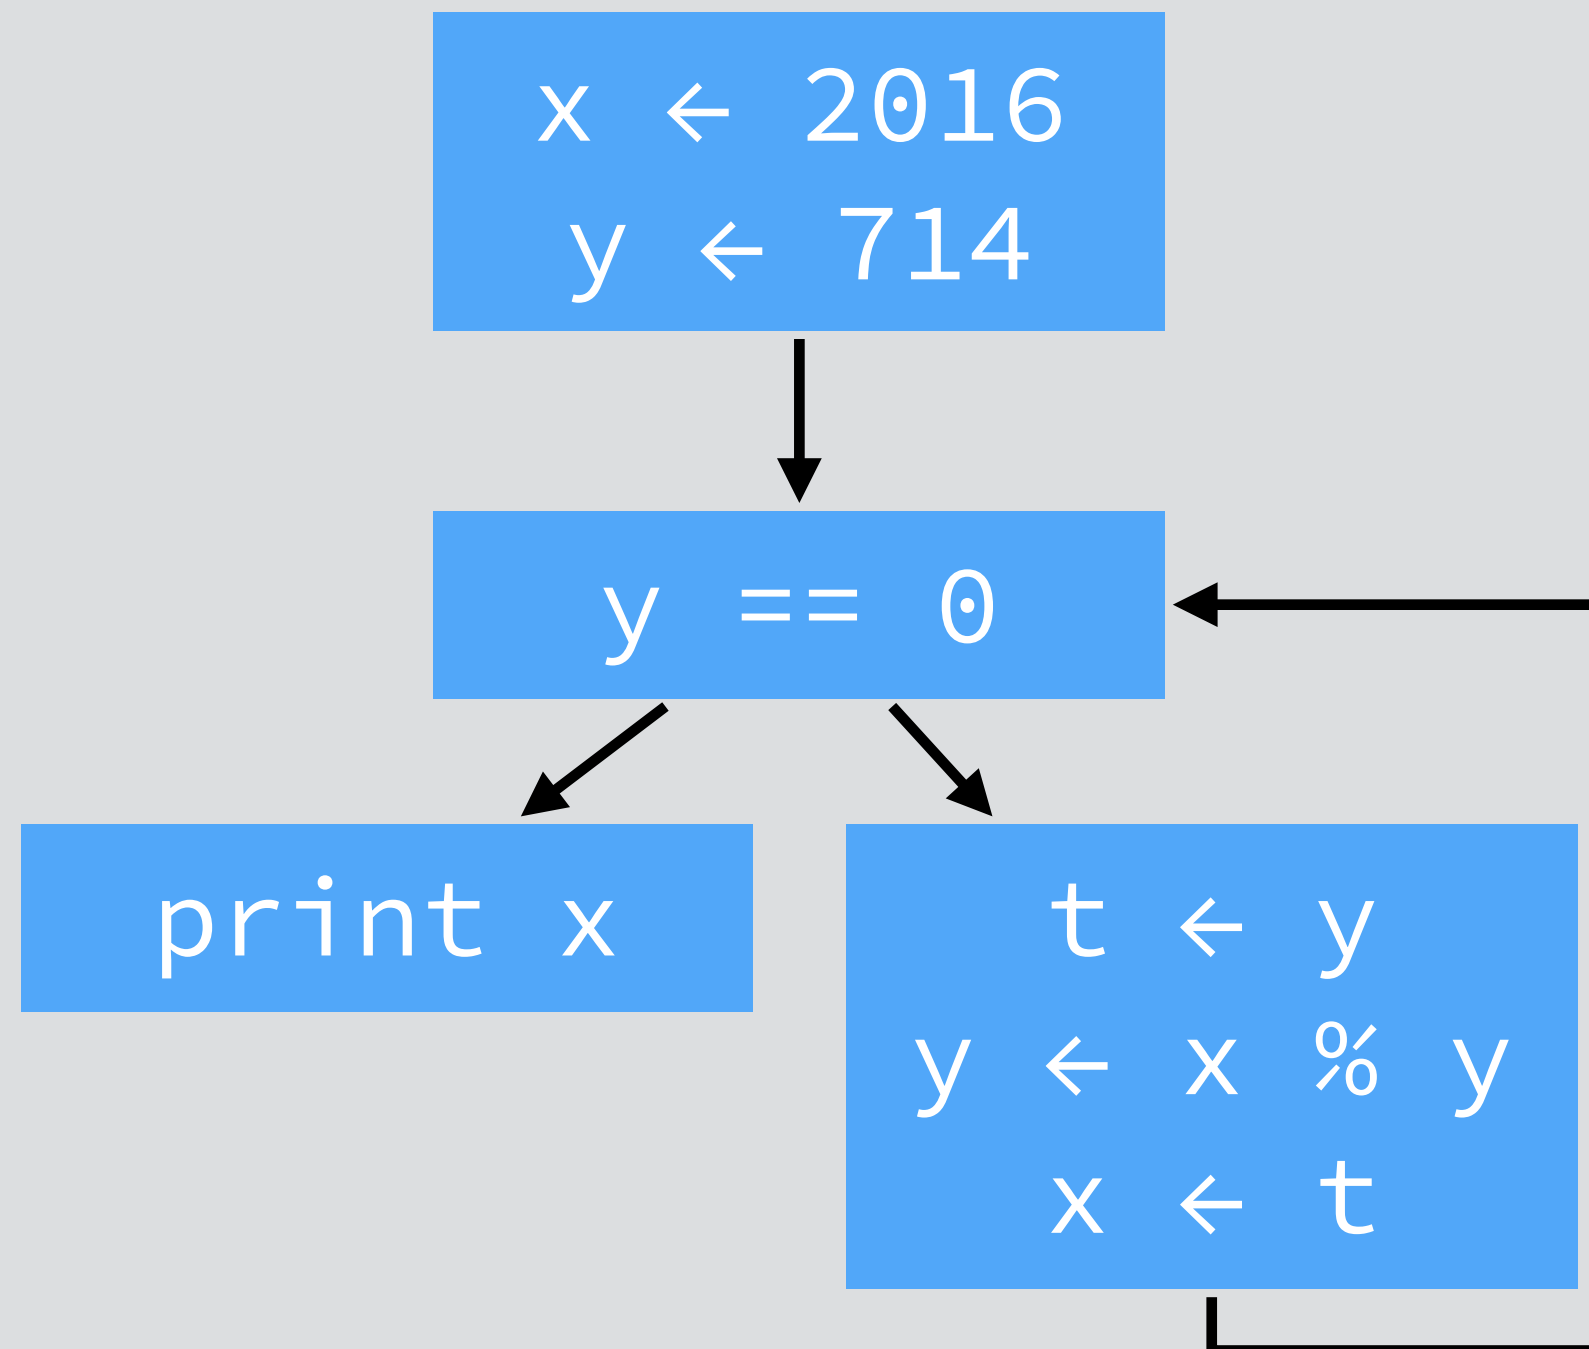 x ← 2016
y ← 714
y == 0
print x
t ← y
y ← x % y
x ← t